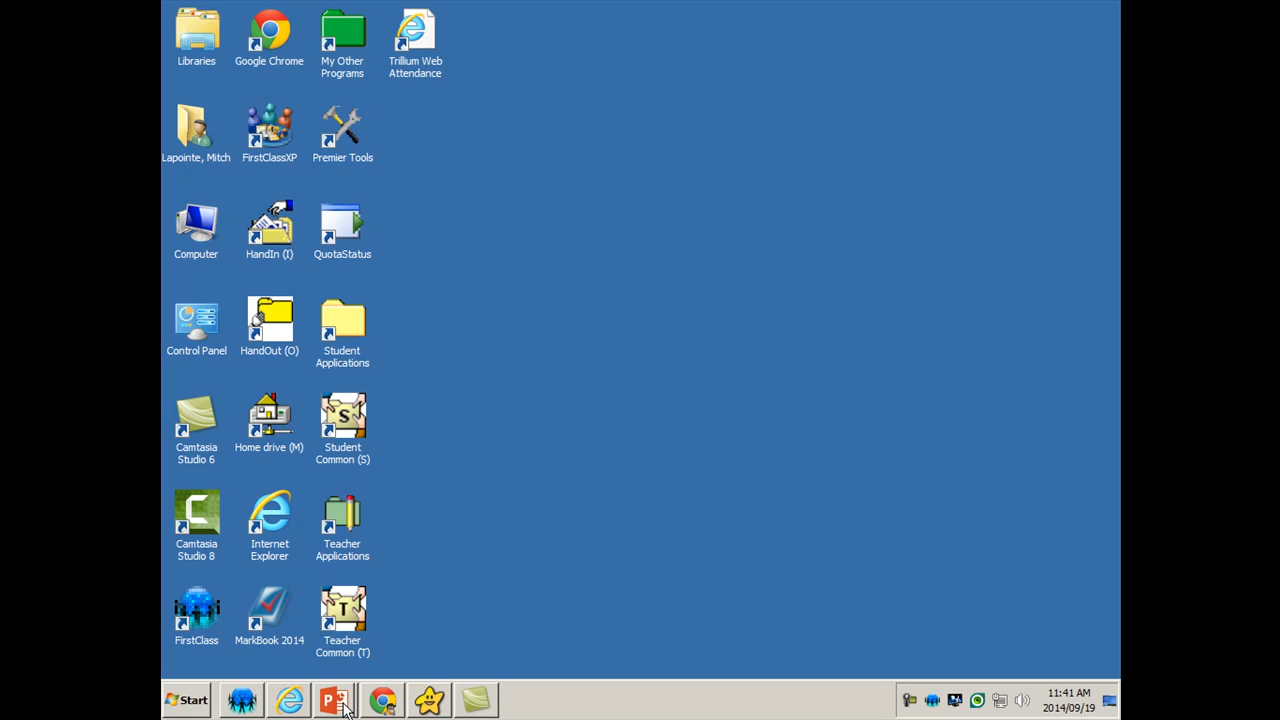 Libraries
Google Chrome
My Other
Programs
Trillium Web
Attendance
Lapointe, Mitch
FirstClassXP
Premier Tools
Computer
HandIn (I)
QuotaStatus
Control Panel
HandOut (O)
Student
Applications
Camtasia
Studio 6
Home drive (M)
S
Student
Common (S)
Camtasia
Studio 8
Internet
Explorer
Teacher
Applications
FirstClass
MarkBook 2014
T
Teacher
Common (T)
Start
P
11:41 AM
2014/09/19